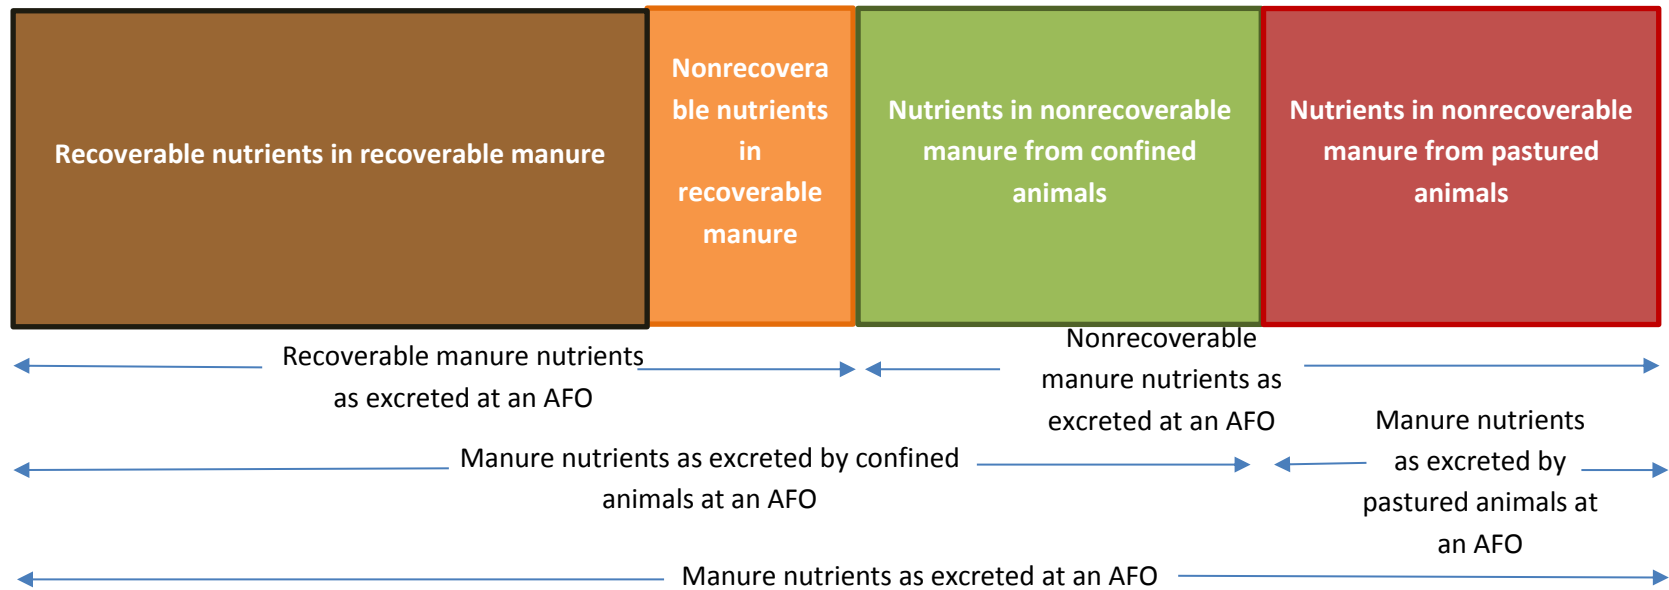 Recoverable nutrients in recoverable manure
Nonrecovera
ble nutrients
in
recoverable
manure
Nutrients in nonrecoverable
manure from confined
animals
Nutrients in nonrecoverable
manure from pastured
animals
Recoverable manure nutrients
as excreted at an AFO
Nonrecoverable
manure nutrients as
excreted at an AFO
Manure nutrients as excreted by confined
animals at an AFO
Manure nutrients
as excreted by
pastured animals at
an AFO
Manure nutrients as excreted at an AFO